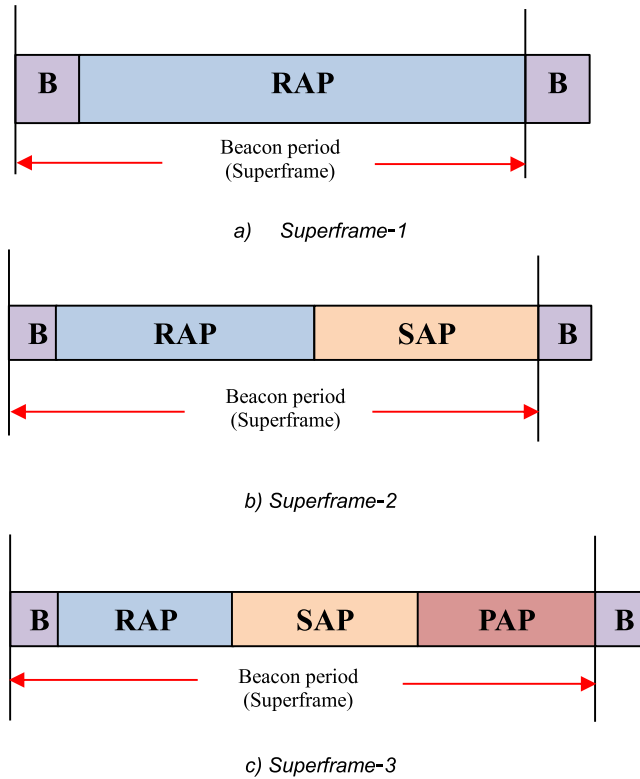 B RAP B
Beacon period
(Superframe)
a) Superframe-1
B RAP SAP B
Beacon period
(Superframe)
b) Superframe-2
B RAP SAP PAP B
Beacon period
(Superframe)
c) Superframe-3